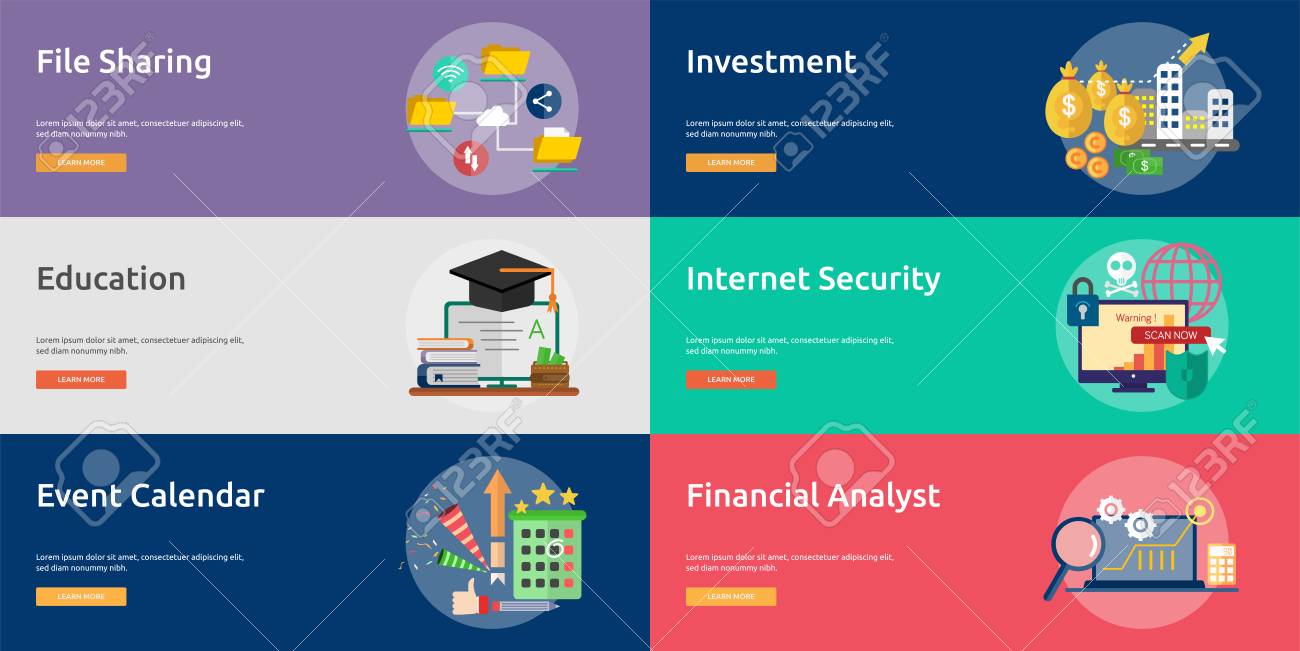 File Sharing
Lorem ipsum dolor sit amet, consectetuer adipiscing elit,
sed diam nonummy nibh.
LEARN MORE
Investment
Lorem ipsum dolor sit amet, consectetuer adipiscing elit,
sed diam nonummy nibh.
LEARN MORE
$
$
$
C
C
C
$
$
Education
Lorem ipsum dolor sit amet, consectetuer adipiscing elit,
sed diam nonummy nibh.
LEARN MORE
A
Internet Security
Lorem ipsum dolor sit amet, consectetuer adipiscing elit,
sed diam nonummy nibh.
LEARN MORE
Warning !
SCAN NOW
Event Calendar
Lorem ipsum dolor sit amet, consectetuer adipiscing elit,
sed diam nonummy nibh.
LEARN MORE
Financial Analyst
Lorem ipsum dolor sit amet, consectetuer adipiscing elit,
sed diam nonummy nibh.
LEARN MORE
123RF
123RF
123RF
123RF